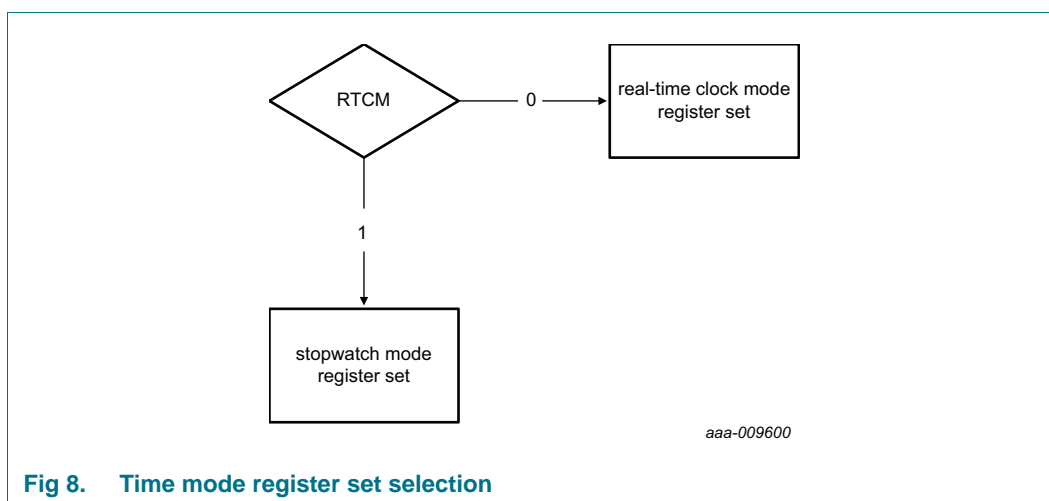 RTCM
0
real-time clock mode
register set
1
stopwatch mode
register set
aaa-009600
Fig 8. Time mode register set selection